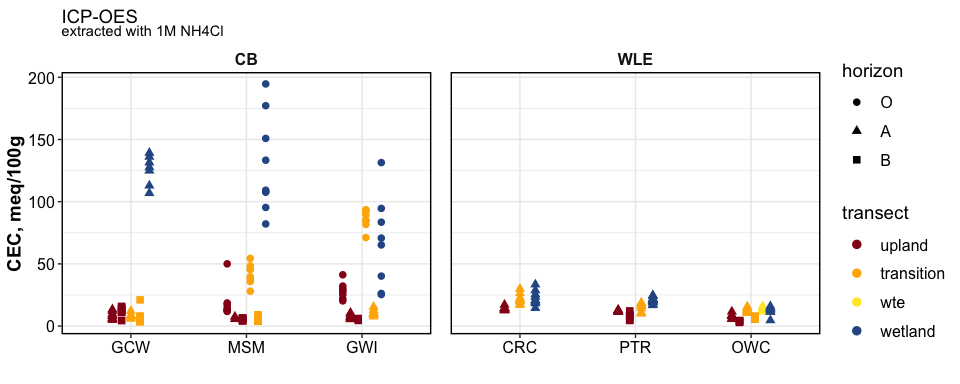 ICP-OES
extracted with 1M NH4Cl
CB
WLE
CEC, meq/100g
200
150
100
50
0
GCW
MSM
GWI
CRC
PTR
OWC
horizon
O
A
B
transect
upland
transition
wte
wetland